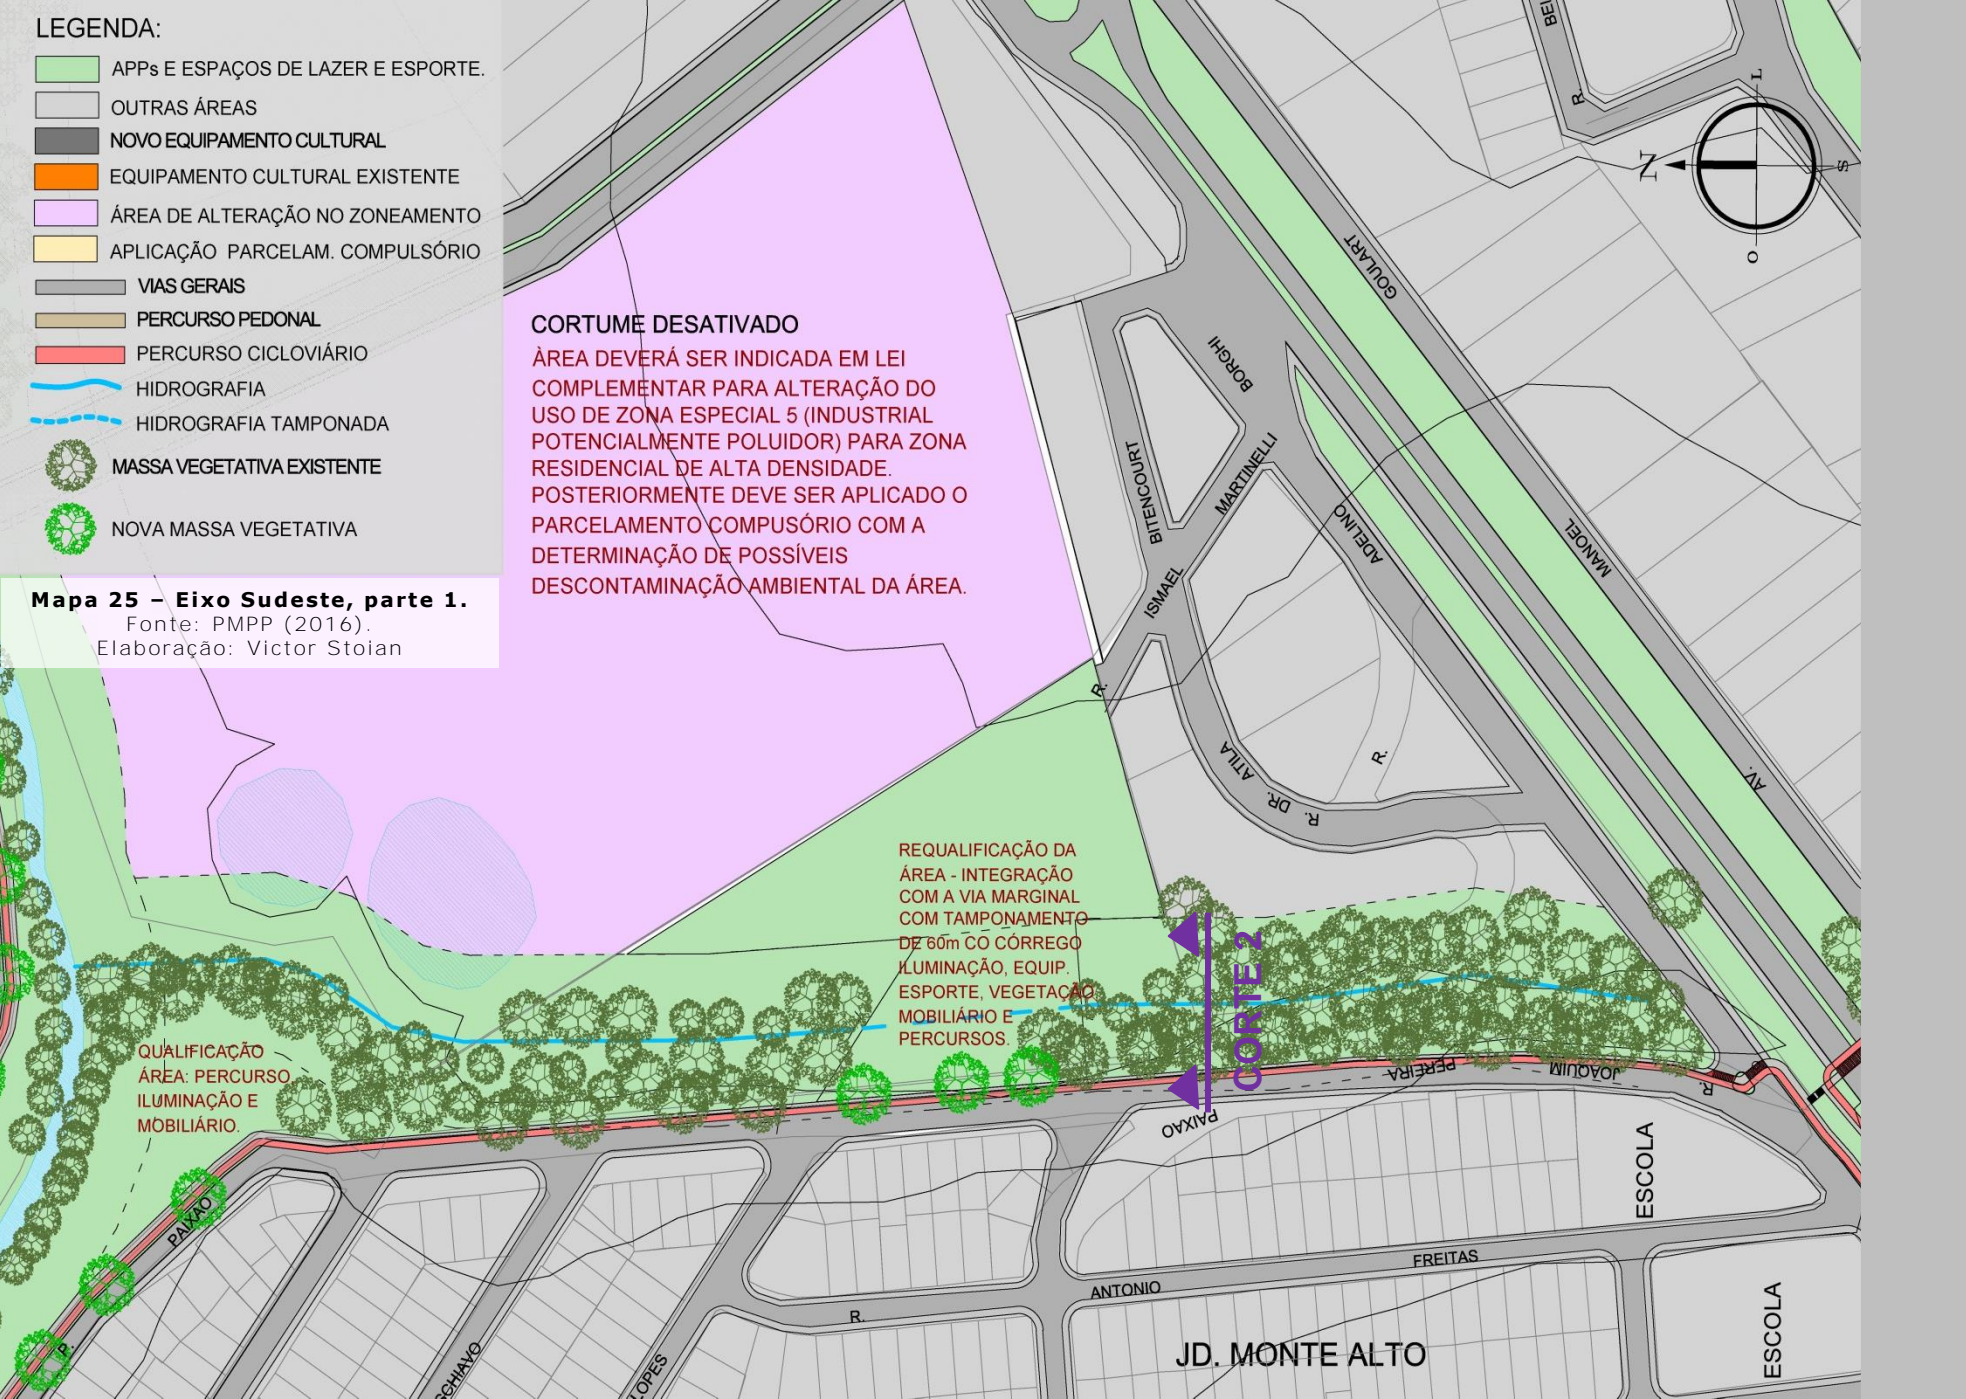 LEGENDA:
APPs E ESPAÇOS DE LAZER E ESPORTE.
OUTRAS ÁREAS
NOVO EQUIPAMENTO CULTURAL
EQUIPAMENTO CULTURAL EXISTENTE
ÁREA DE ALTERAÇÃO NO ZONEAMENTO
APLICAÇÃO PARCELAM. COMPULSÓRIO
VIAS GERAIS
PERCURSO PEDONAL
PERCURSO CICLOVIÁRIO
HIDROGRAFIA
HIDROGRAFIA TAMPONADA
MASSA VEGETATIVA EXISTENTE
NOVA MASSA VEGETATIVA
Mapa 25 – Eixo Sudeste, parte 1.
Fonte: PMPP (2016).
Elaboração: Victor Stoian
CORTUME DESATIVADO
ÀREA DEVERÁ SER INDICADA EM LEI
COMPLEMENTAR PARA ALTERAÇÃO DO
USO DE ZONA ESPECIAL 5 (INDUSTRIAL
POTENCIALMENTE POLUIDOR) PARA ZONA
RESIDENCIAL DE ALTA DENSIDADE.
POSTERIORMENTE DEVE SER APLICADO O
PARCELAMENTO COMPUSÓRIO COM A
DETERMINAÇÃO DE POSSÍVEIS
DESCONTAMINAÇÃO AMBIENTAL DA ÁREA.
R.
L
N
S
O
GOULART
MANOEL
AV.
BORGHI
ADELINO
R.
BITENCOURT
MARTINELLI
ISMAEL
R.
ATILA
DR.
R.
REQUALIFICAÇÃO DA
ÁREA - INTEGRAÇÃO
COM A VIA MARGINAL
COM TAMPONAMENTO
DE 60m CO CÓRREGO
ILUMINAÇÃO, EQUIP.
ESPORTE, VEGETAÇÃO
MOBILIÁRIO E
PERCURSOS.
CORTE 2
QUALIFICAÇÃO
ÁREA: PERCURSO
ILUMINAÇÃO E
MOBILIÁRIO.
PAIXAO
PEREIRA
JOAQUIM
R.
PAIXAO
R.
ESCOLA
FREITAS
ANTONIO
R.
ESCOLA
JD. MONTE ALTO
LOPES